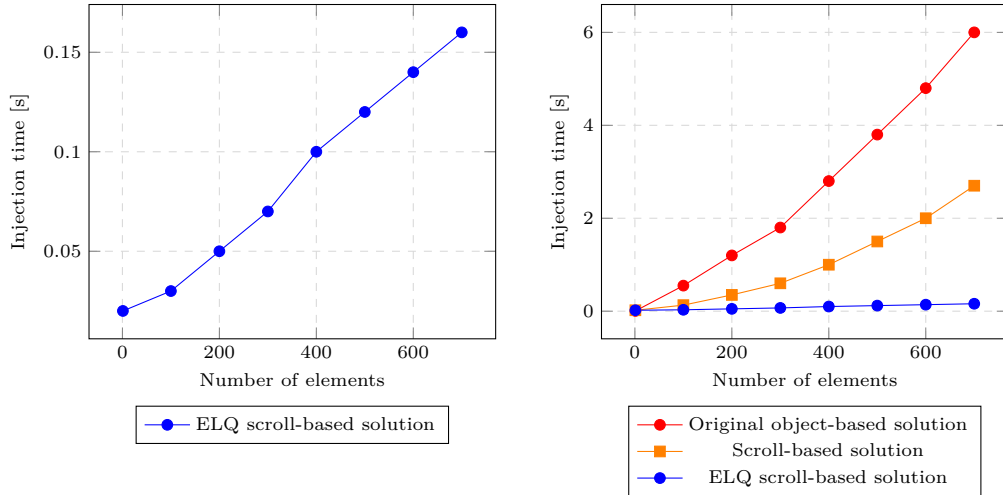 0.15
0.1
0.05
Injection time [s]
0 200 400 600
Number of elements
ELQ scroll-based solution
6
4
2
0
Injection time [s]
0 200 400 600
Number of elements
Original object-based solution
Scroll-based solution
ELQ scroll-based solution